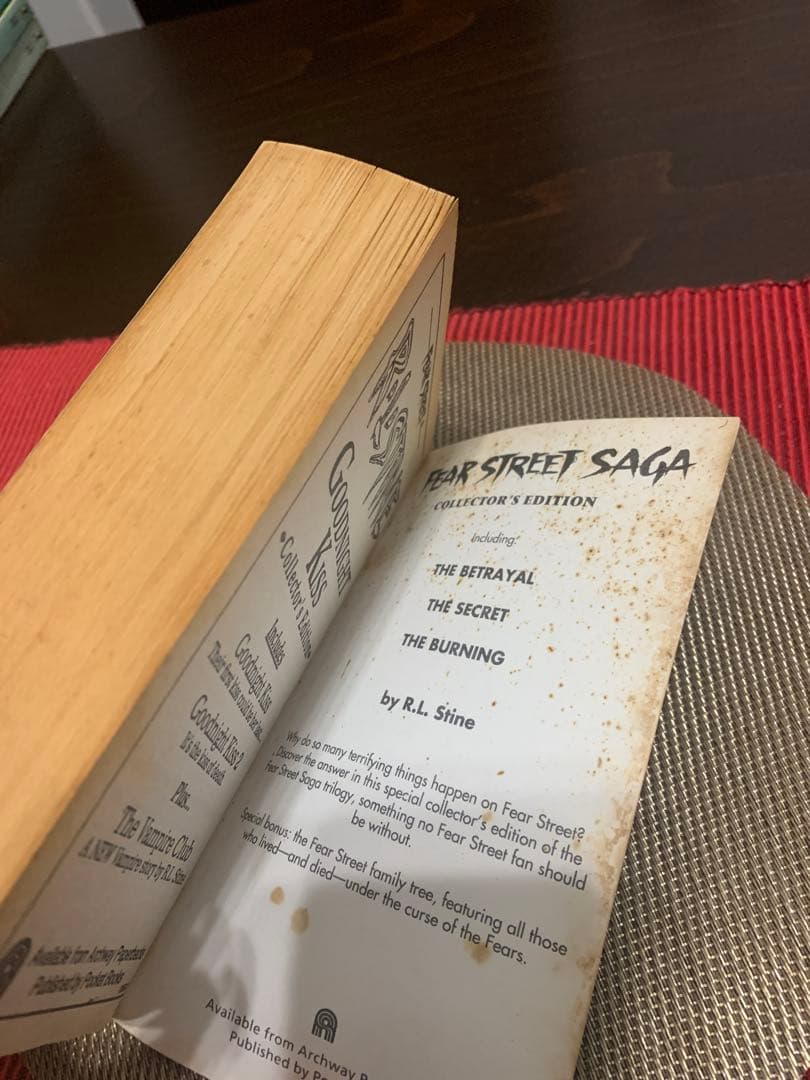 GOODNIGHT
KISS
•Collector's Edition
Includes
Goodnight Kiss
Goodnight Kiss 2
It's the kiss of death
Plus...
The Vampire Club
A NEW Vampire story by R.L. Stine
Available from Archway
Published by Pocket Books
FEAR STREET SAGA
COLLECTOR'S EDITION
Including:
THE BETRAYAL
THE SECRET
THE BURNING
by R.L. Stine
Why do so many terrifying things happen on Fear Street?
Discover the answer in this special collector's edition of the
Fear Street Saga trilogy, something no Fear Street fan should
be without.
Special bonus: the Fear Street family tree, featuring all those
who lived—and died—under the curse of the Fears.
Available from Archway
Published by